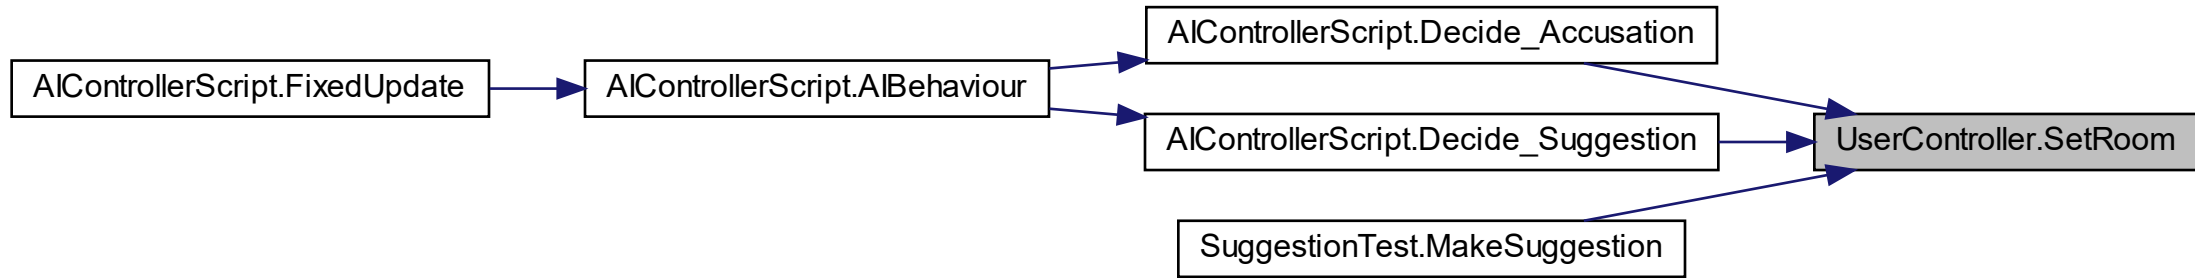 AIControllerScript.Decide_Accusation
AIControllerScript.FixedUpdate
AIControllerScript.AIBehaviour
AIControllerScript.Decide_Suggestion
UserController.SetRoom
SuggestionTest.MakeSuggestion